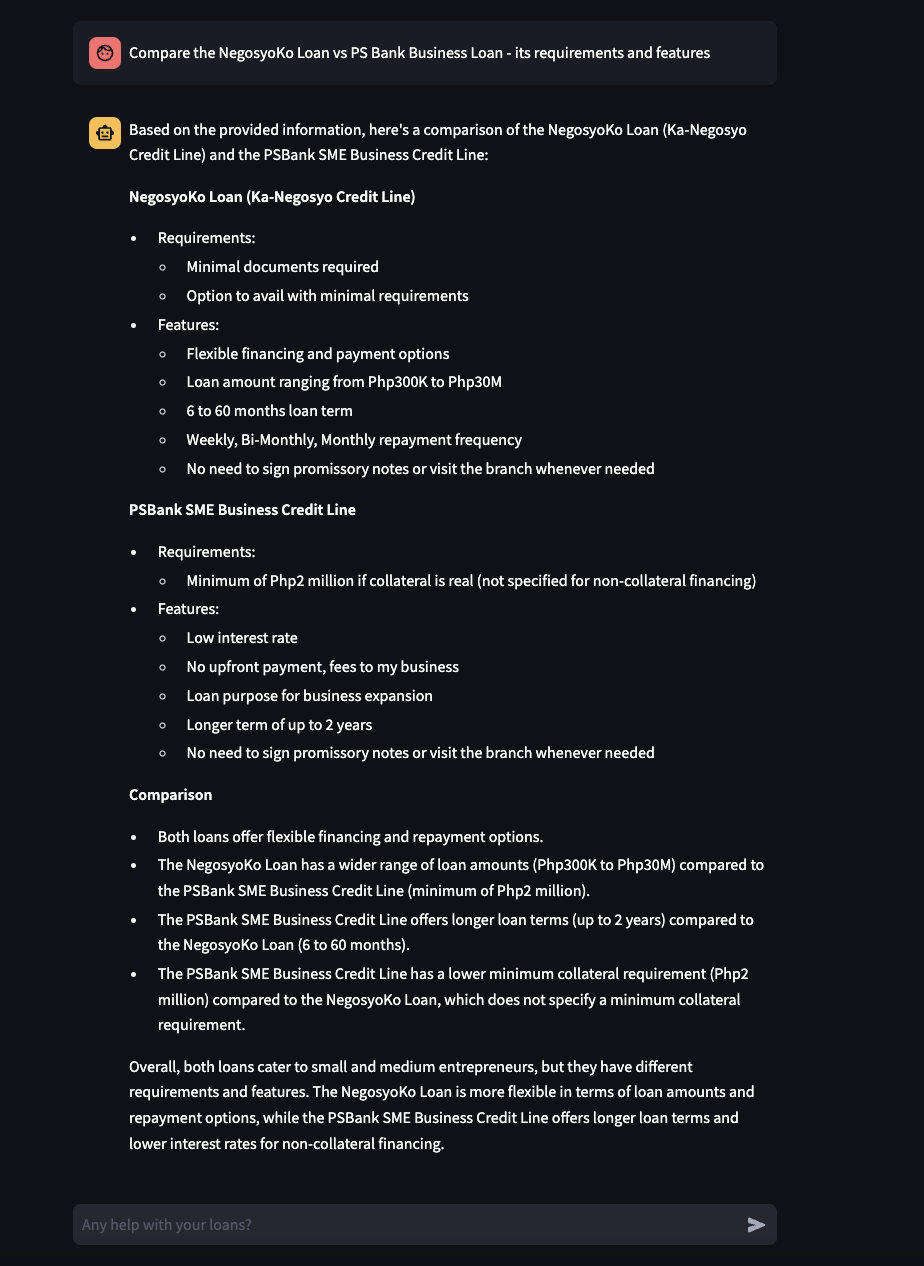 Compare the NegosyoKo Loan vs PS Bank Business Loan - its requirements and features
Based on the provided information, here's a comparison of the NegosyoKo Loan (Ka-Negosyo
Credit Line) and the PSBank SME Business Credit Line:
NegosyoKo Loan (Ka-Negosyo Credit Line)
• Requirements:
◦ Minimal documents required
◦ Option to avail with minimal requirements
• Features:
◦ Flexible financing and payment options
◦ Loan amount ranging from Php300K to Php30M
◦ 6 to 60 months loan term
◦ Weekly, Bi-Monthly, Monthly repayment frequency
◦ No need to sign promissory notes or visit the branch whenever needed
PSBank SME Business Credit Line
• Requirements:
◦ Minimum of Php2 million if collateral is real (not specified for non-collateral financing)
• Features:
◦ Low interest rate
◦ No upfront payment, fees to my business
◦ Loan purpose for business expansion
◦ Longer term of up to 2 years
◦ No need to sign promissory notes or visit the branch whenever needed
Comparison
• Both loans offer flexible financing and repayment options.
• The NegosyoKo Loan has a wider range of loan amounts (Php300K to Php30M) compared to
the PSBank SME Business Credit Line (minimum of Php2 million).
• The PSBank SME Business Credit Line offers longer loan terms (up to 2 years) compared to
the NegosyoKo Loan (6 to 60 months).
• The PSBank SME Business Credit Line has a lower minimum collateral requirement (Php2
million) compared to the NegosyoKo Loan, which does not specify a minimum collateral
requirement.
Overall, both loans cater to small and medium entrepreneurs, but they have different
requirements and features. The NegosyoKo Loan is more flexible in terms of loan amounts and
repayment options, while the PSBank SME Business Credit Line offers longer loan terms and
lower interest rates for non-collateral financing.
Any help with your loans?